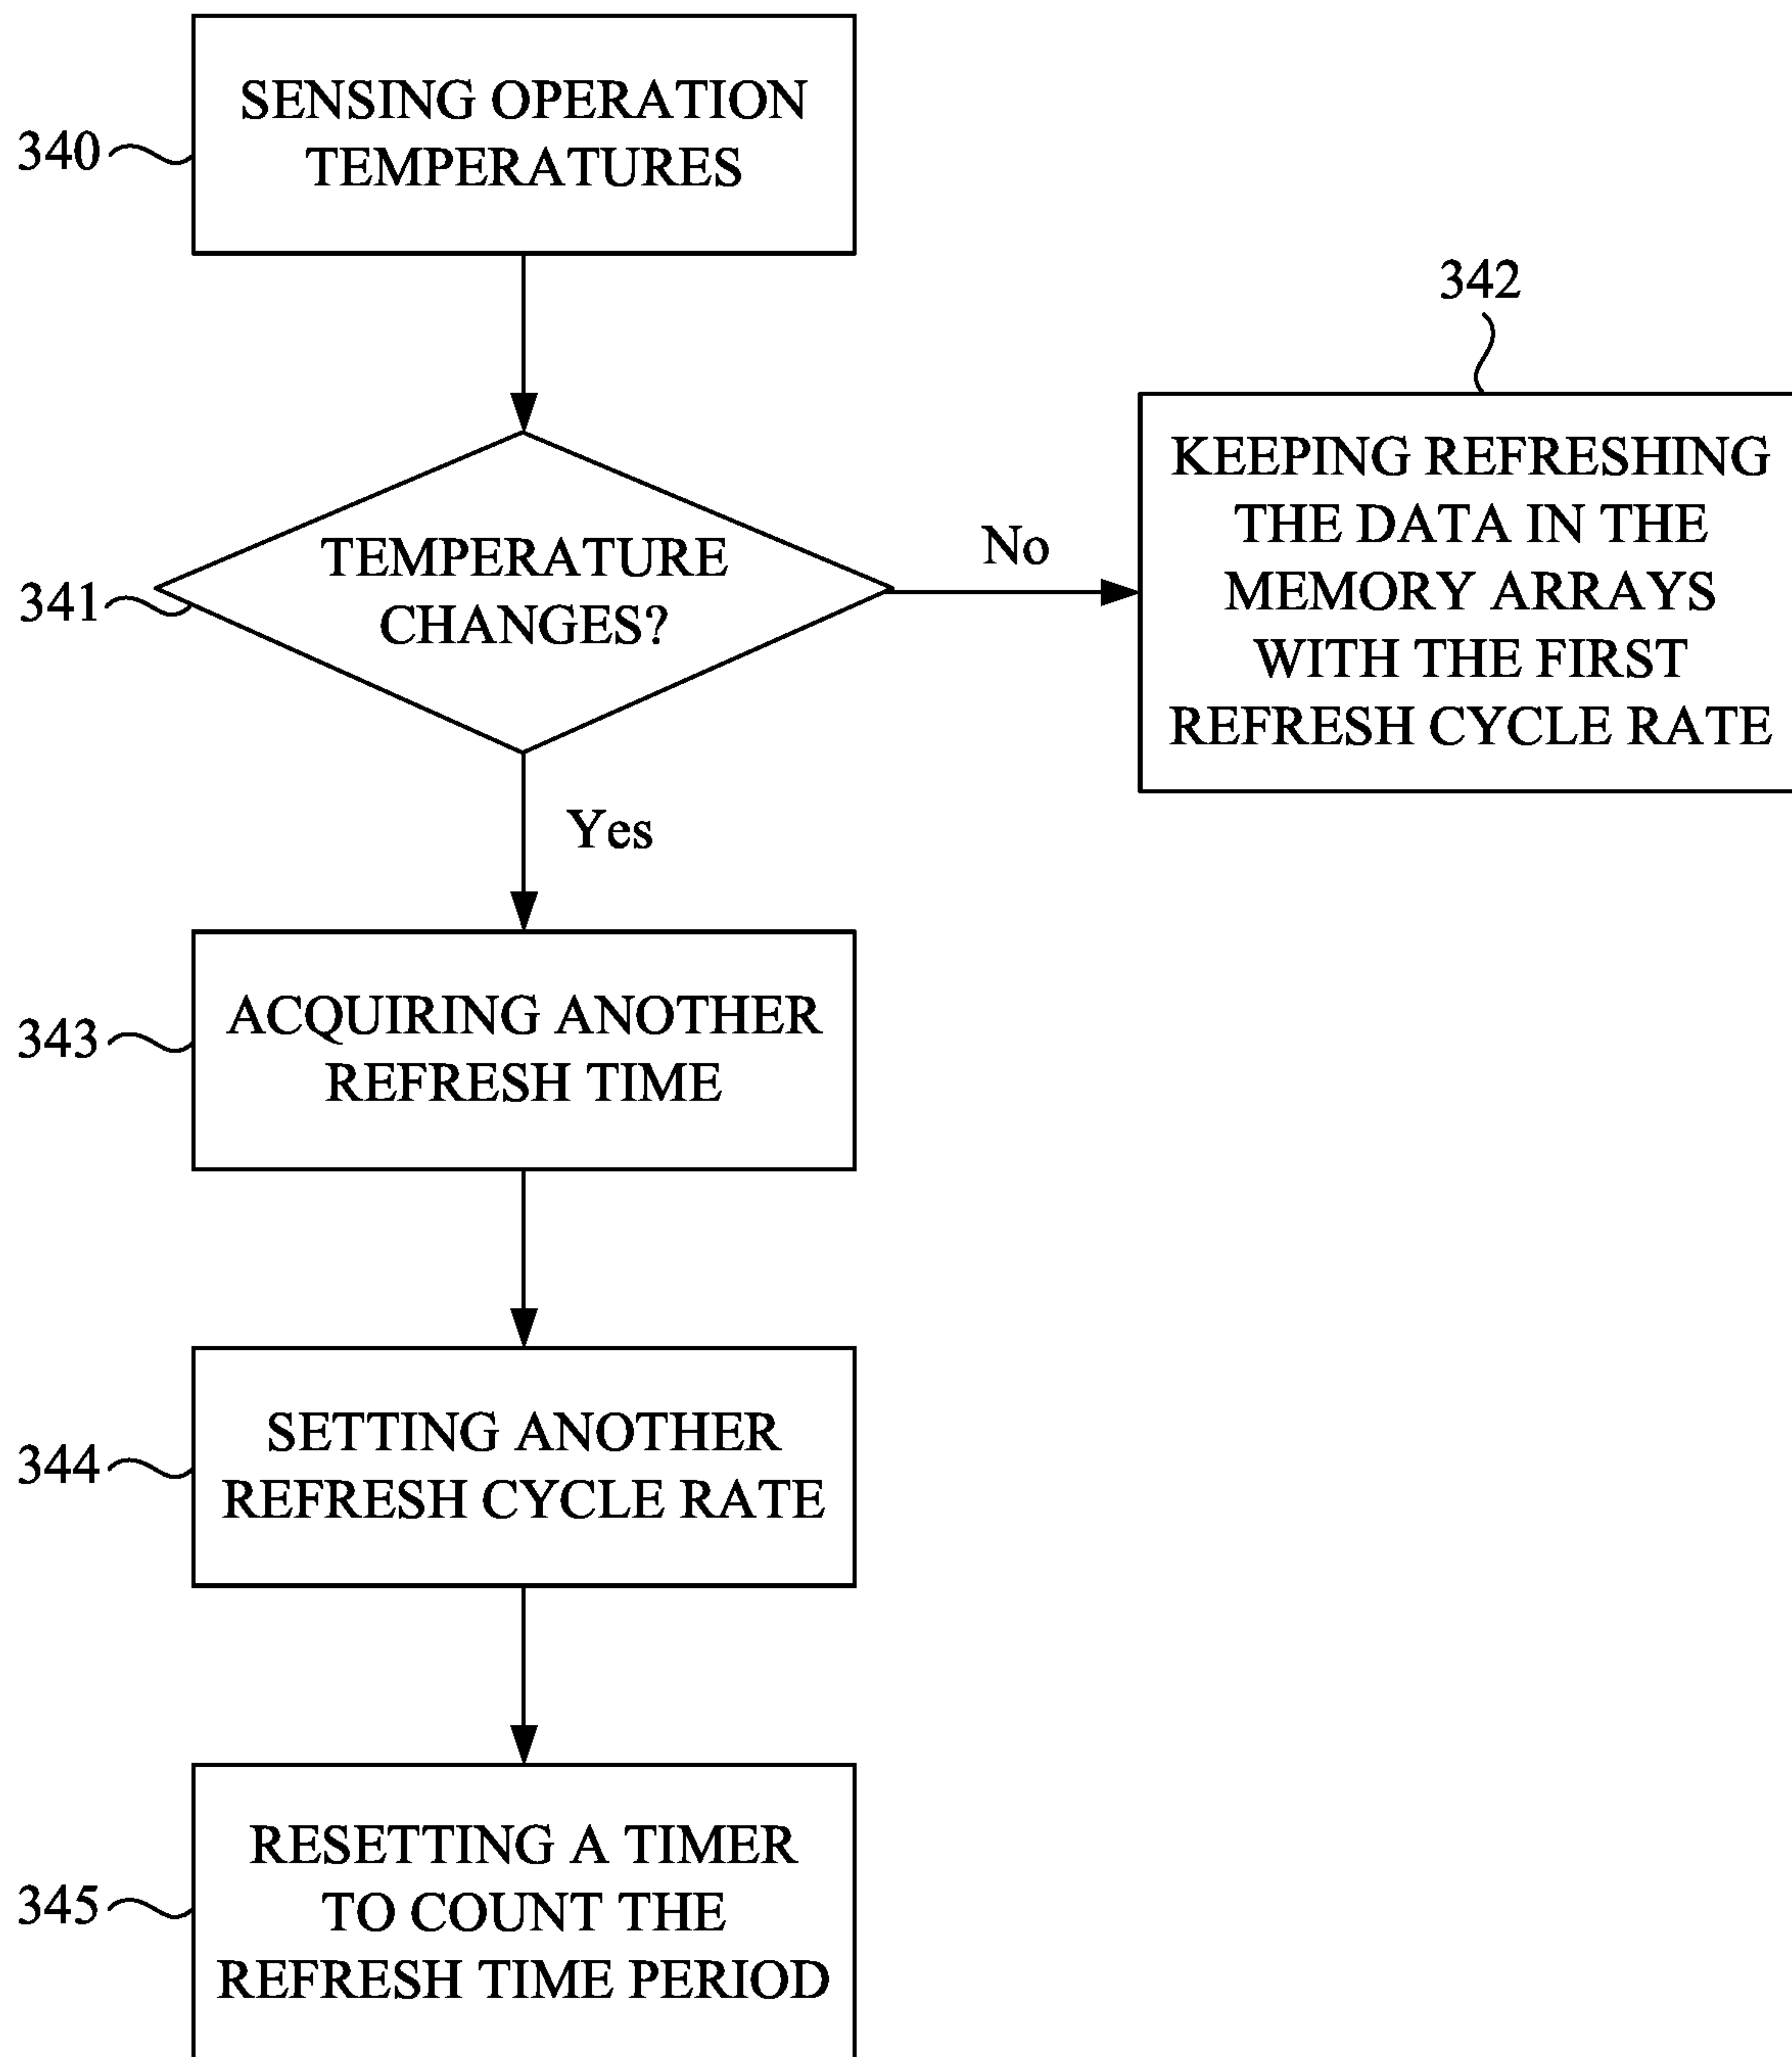 340
SENSING OPERATION
TEMPERATURES
341
TEMPERATURE
CHANGES?
No
342
KEEPING REFRESHING
THE DATA IN THE
MEMORY ARRAYS
WITH THE FIRST
REFRESH CYCLE RATE
Yes
343
ACQUIRING ANOTHER
REFRESH TIME
344
SETTING ANOTHER
REFRESH CYCLE RATE
345
RESETTING A TIMER
TO COUNT THE
REFRESH TIME PERIOD